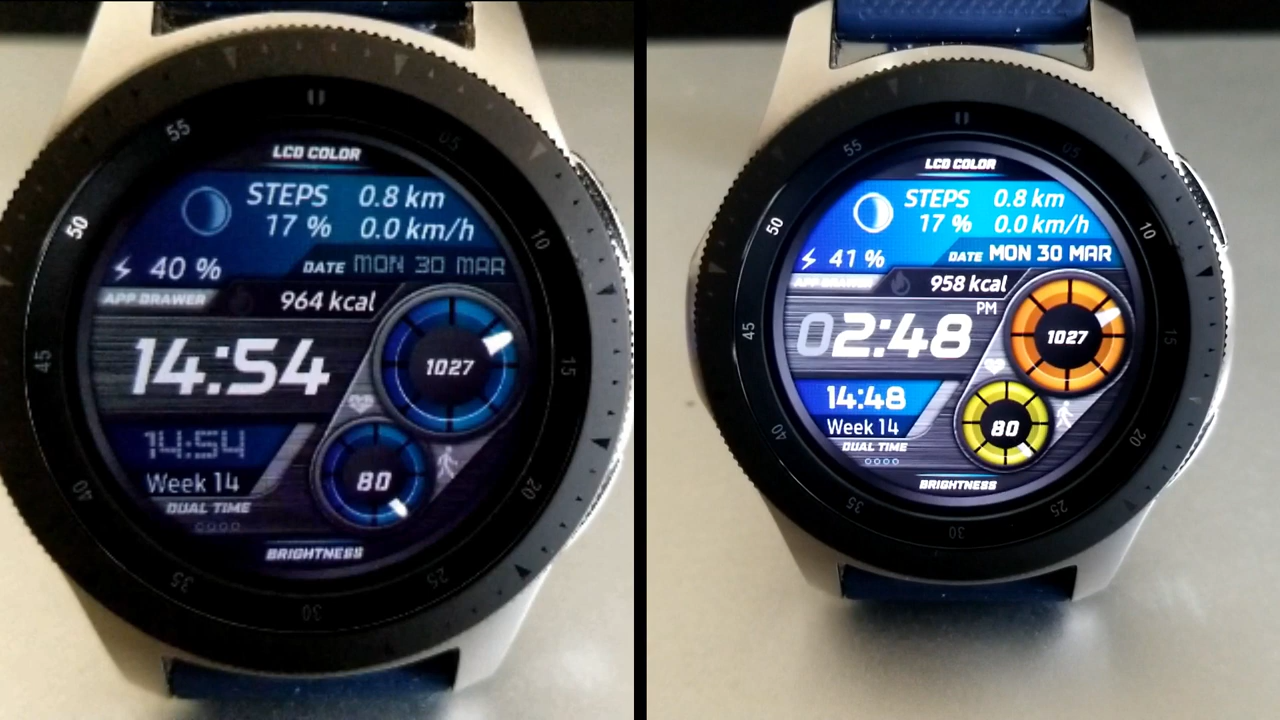 LCD COLOR
STEPS 0.8 km
17 % 0.0 km/h
40 %
DATE MON 30 MAR
APP DRAWER
964 kcal
14:54
1027
14:54
Week 14
80
DUAL TIME
BRIGHTNESS
55
05
50
10
45
15
40
20
35
25
30
LCD COLOR
STEPS 0.8 km
17 % 0.0 km/h
41 %
DATE MON 30 MAR
APP DRAWER
958 kcal
PM
02:48
1027
14:48
Week 14
80
DUAL TIME
BRIGHTNESS
55
05
50
10
45
15
40
20
35
25
30